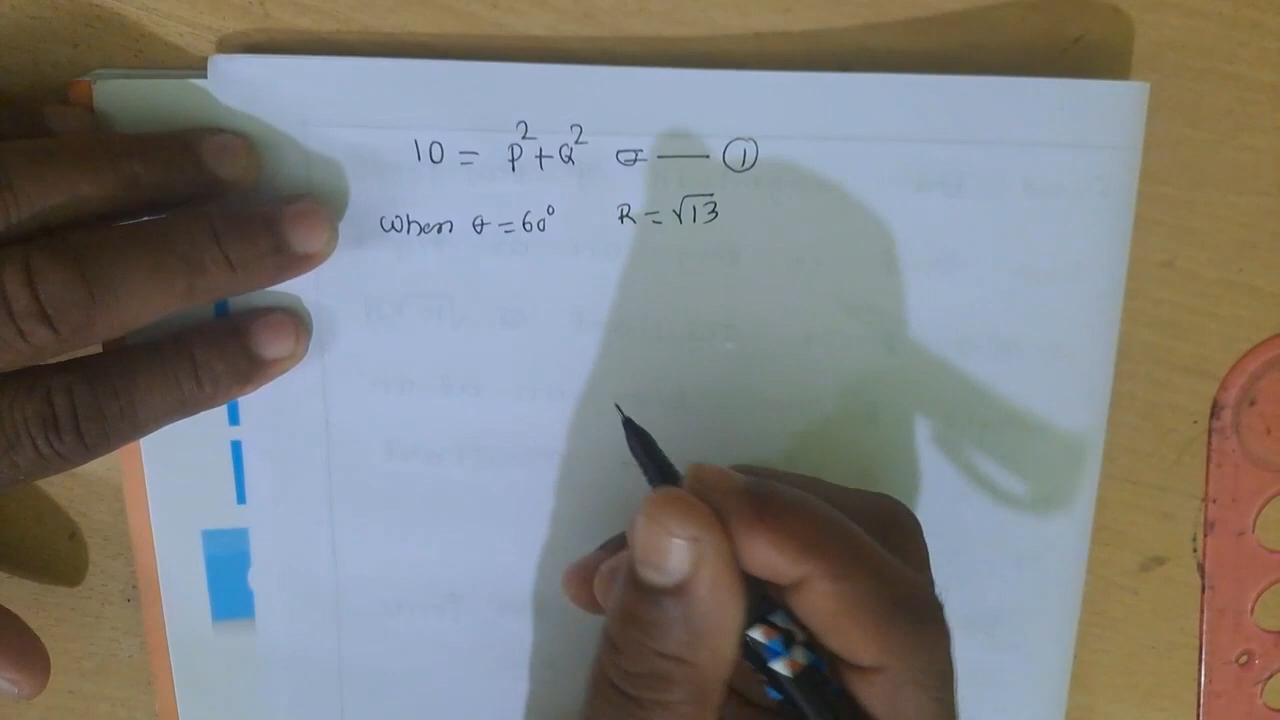 10 = P²+Q² — ①
When θ = 60° R = √13